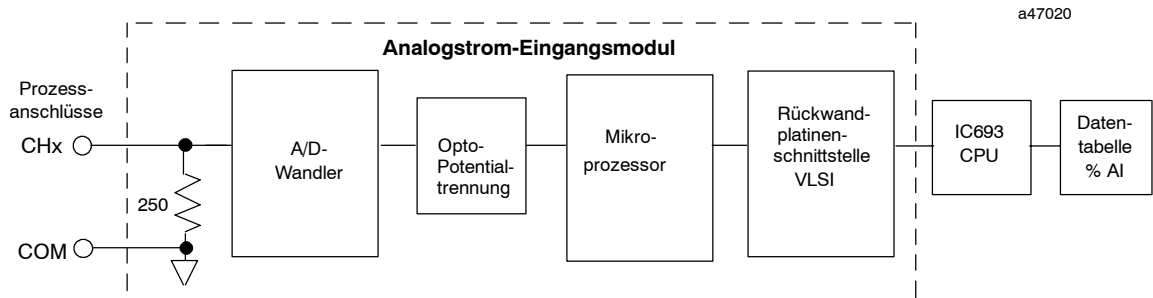 a47020
Analogstrom-Eingangsmodul
Prozess-
anschlüsse
CHx
COM
250
A/D-
Wandler
Opto-
Potential-
trennung
Mikro-
prozessor
Rückwand-
platinen-
schnittstelle
VLSI
IC693
CPU
Daten-
tabelle
% AI